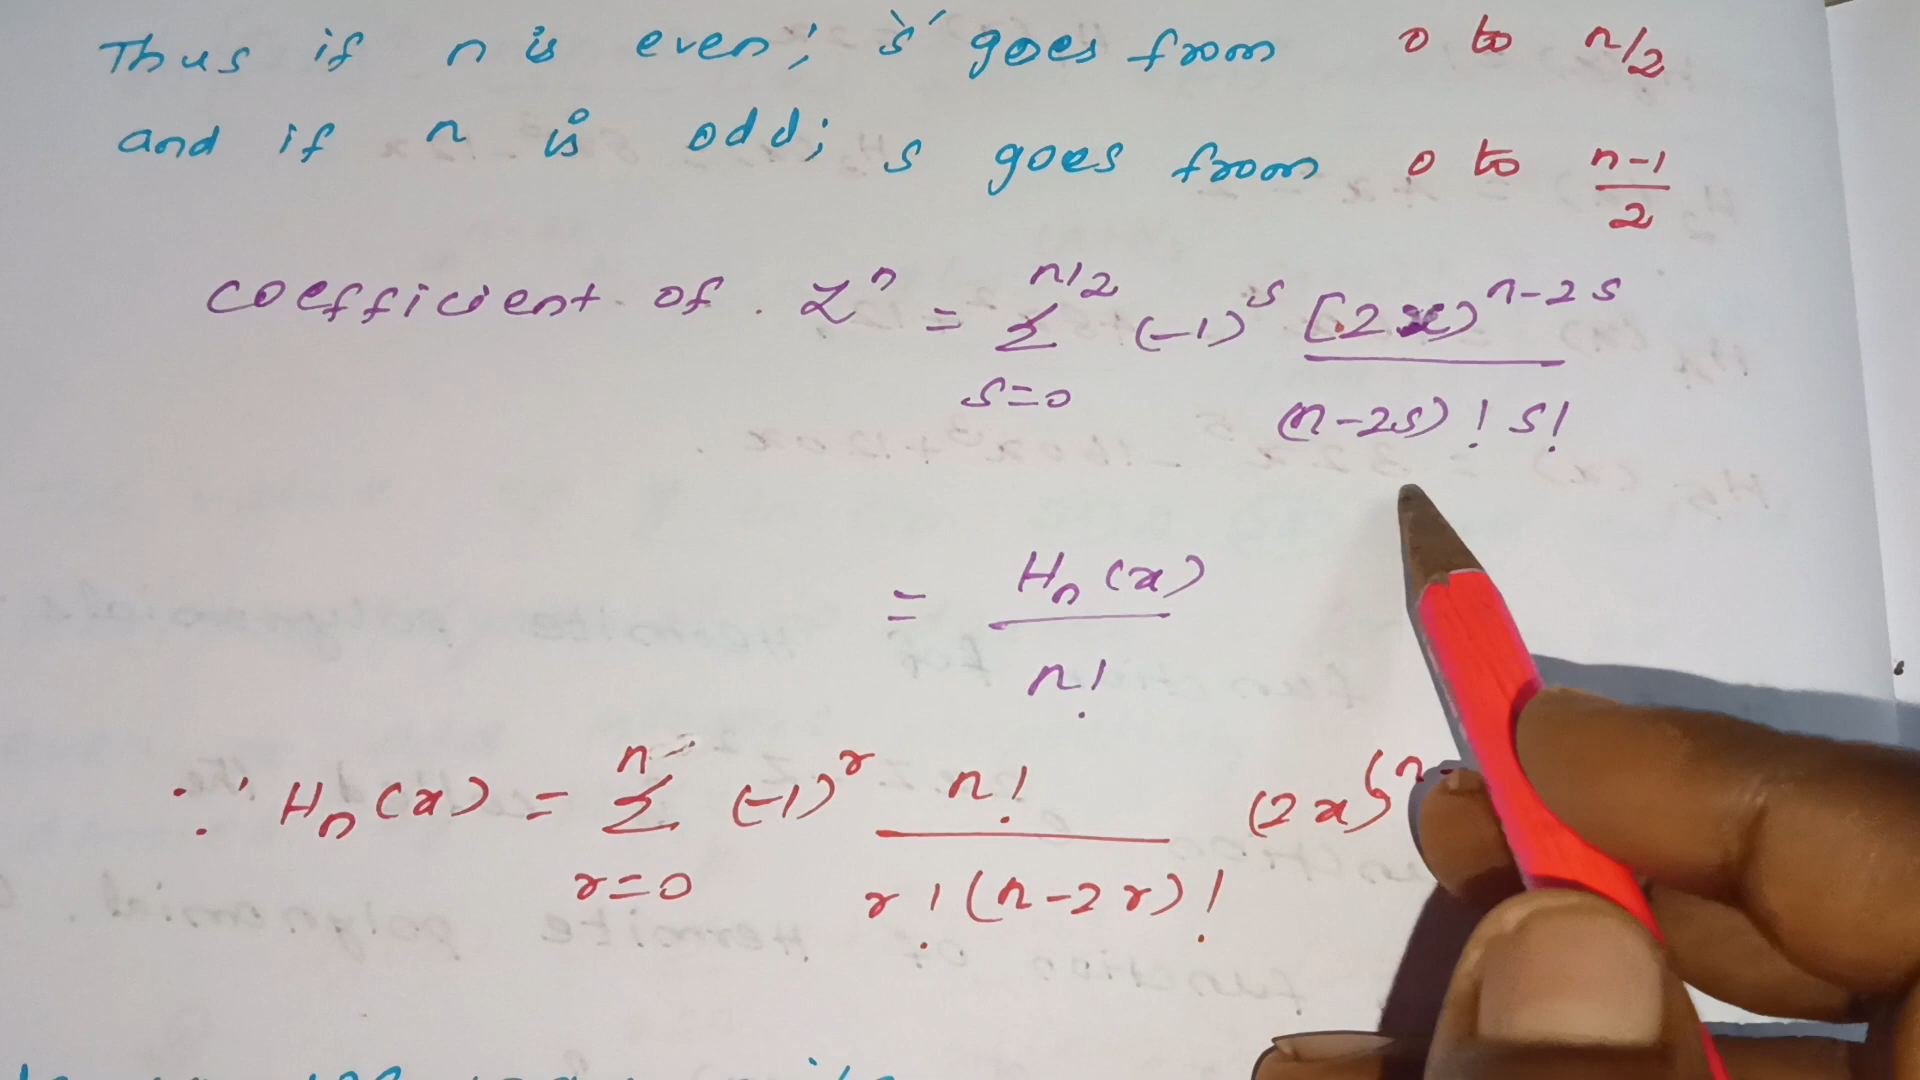 Thus if n is even; 's' goes from 0 to n/2
and if n is odd; s goes from 0 to (n-1)/2
coefficient of z^n = Σ_{s=0}^{n/2} (-1)^s (2x)^{n-2s} / (n-2s)! s!
= H_n(x) / n!
∵ H_n(x) = Σ_{r=0}^{n} (-1)^r n! / r!(n-2r)! (2x)^{n-